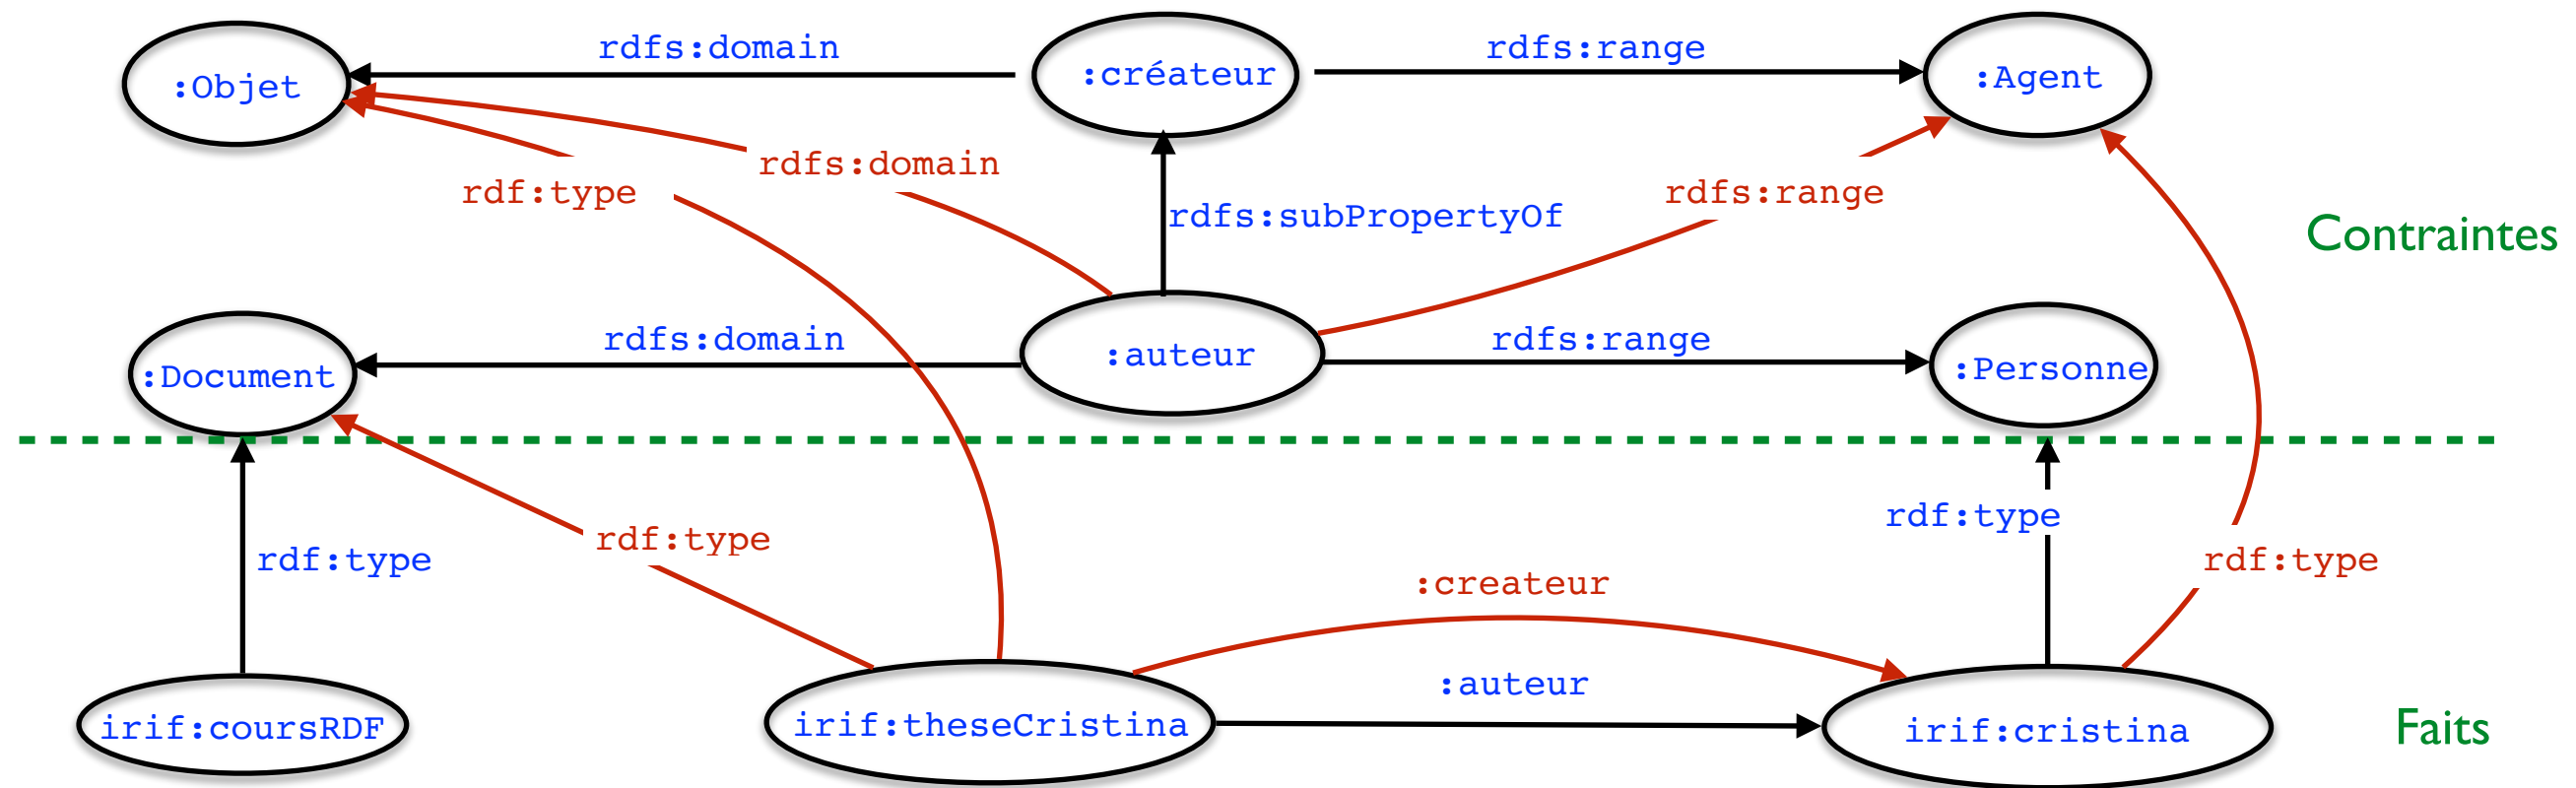 rdfs:domain
rdfs:range
:Objet
:créateur
:Agent
rdfs:domain
rdf:type
rdfs:range
rdfs:subPropertyOf
Contraintes
rdfs:domain
rdfs:range
:Document
:auteur
:Personne
rdf:type
rdf:type
rdf:type
rdf:type
:createur
:auteur
irif:coursRDF
irif:theseCristina
irif:cristina
Faits